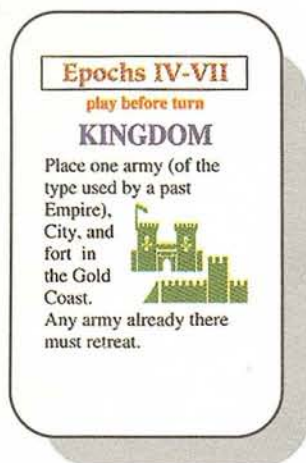 Epochs IV-VII
play before turn
KINGDOM
Place one army (of the
type used by a past
Empire),
City, and
fort in
the Gold
Coast.
Any army already there
must retreat.